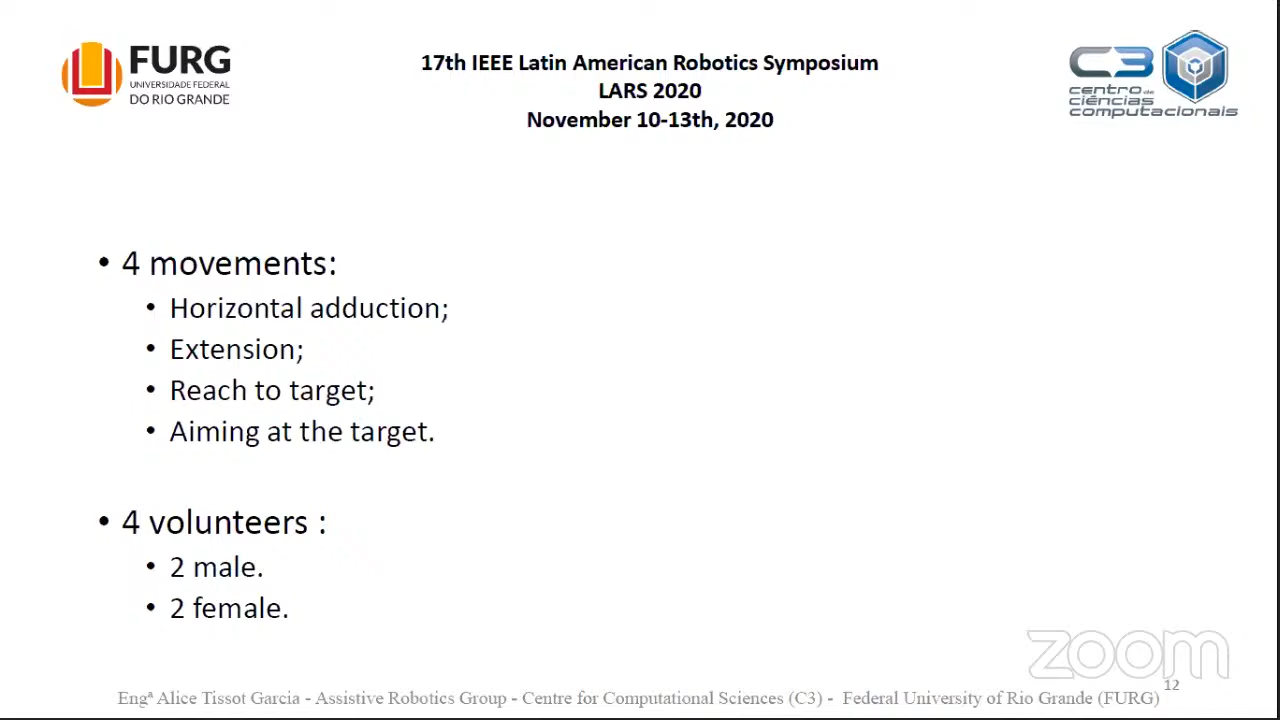 FURG
UNIVERSIDADE FEDERAL
DO RIO GRANDE
17th IEEE Latin American Robotics Symposium
LARS 2020
November 10-13th, 2020
C3
centro de
ciências
computacionais
• 4 movements:
• Horizontal adduction;
• Extension;
• Reach to target;
• Aiming at the target.
• 4 volunteers :
• 2 male.
• 2 female.
zoom
Engª Alice Tissot Garcia - Assistive Robotics Group - Centre for Computational Sciences (C3) - Federal University of Rio Grande (FURG)
12